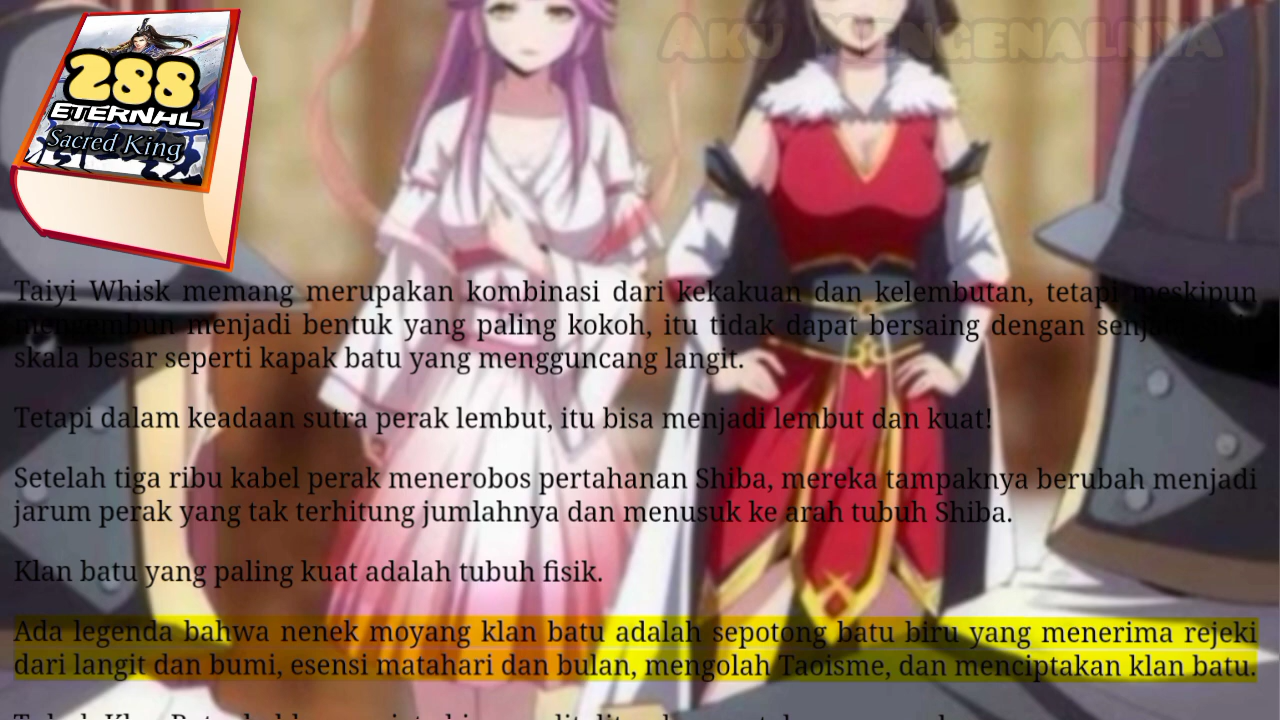 Aku Mengenalnya
288
ETERNAL
Sacred King
Taiyi Whisk memang merupakan kombinasi dari kekakuan dan kelembutan, tetapi meskipun
mengembun menjadi bentuk yang paling kokoh, itu tidak dapat bersaing dengan
skala besar seperti kapak batu yang mengguncang langit.
Tetapi dalam keadaan sutra perak lembut, itu bisa menjadi lembut dan kuat!
Setelah tiga ribu kabel perak menerobos pertahanan Shiba, mereka tampaknya berubah menjadi
jarum perak yang tak terhitung jumlahnya dan menusuk ke arah tubuh Shiba.
Klan batu yang paling kuat adalah tubuh fisik.
Ada legenda bahwa nenek moyang klan batu adalah sepotong batu biru yang menerima rejeki
dari langit dan bumi, esensi matahari dan bulan, mengolah Taoisme, dan menciptakan klan batu.